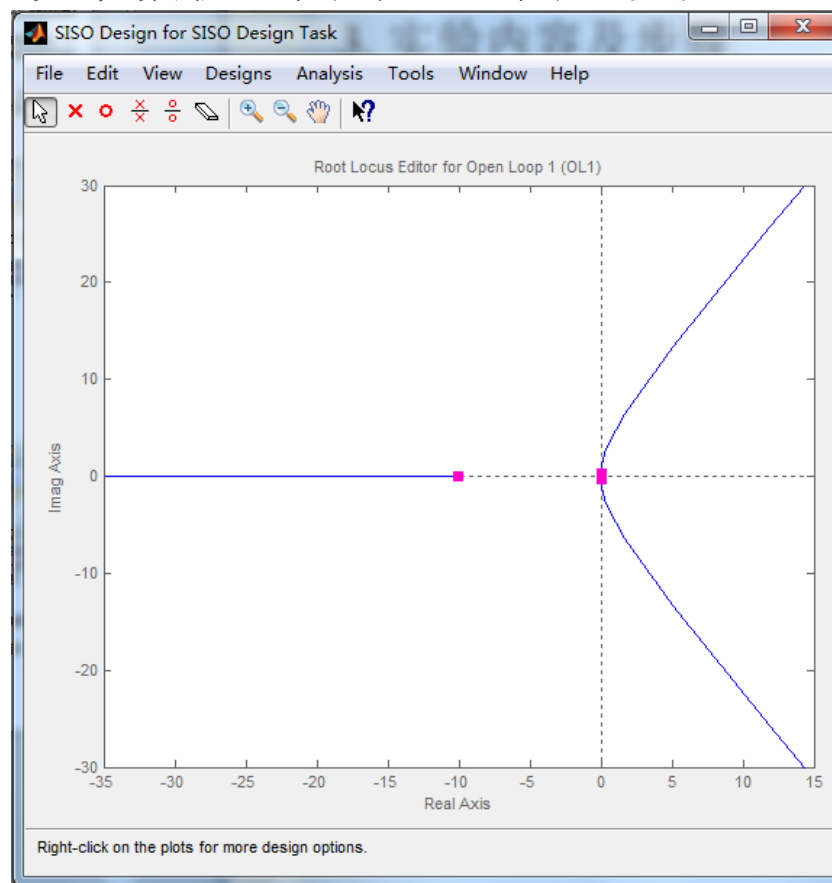 SISO Design for SISO Design Task
File Edit View Designs Analysis Tools Window Help
Root Locus Editor for Open Loop 1 (OL1)
30
20
10
0
-10
-20
-30
Imag Axis
-35 -30 -25 -20 -15 -10 -5 0 5 10 15
Real Axis
Right-click on the plots for more design options.